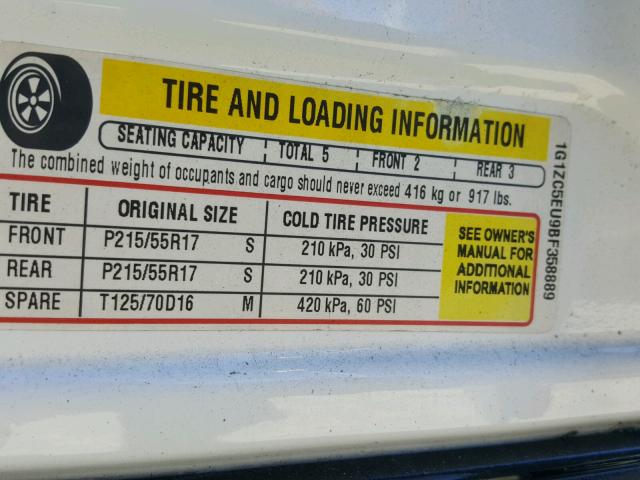 TIRE AND LOADING INFORMATION
SEATING CAPACITY TOTAL 5 FRONT 2 REAR 3
The combined weight of occupants and cargo should never exceed 416 kg or 917 lbs.
TIRE ORIGINAL SIZE COLD TIRE PRESSURE
FRONT P215/55R17 S 210 kPa, 30 PSI
REAR P215/55R17 S 210 kPa, 30 PSI
SPARE T125/70D16 M 420 kPa, 60 PSI
SEE OWNER'S
MANUAL FOR
ADDITIONAL
INFORMATION
1G1ZC5EU9BF358889